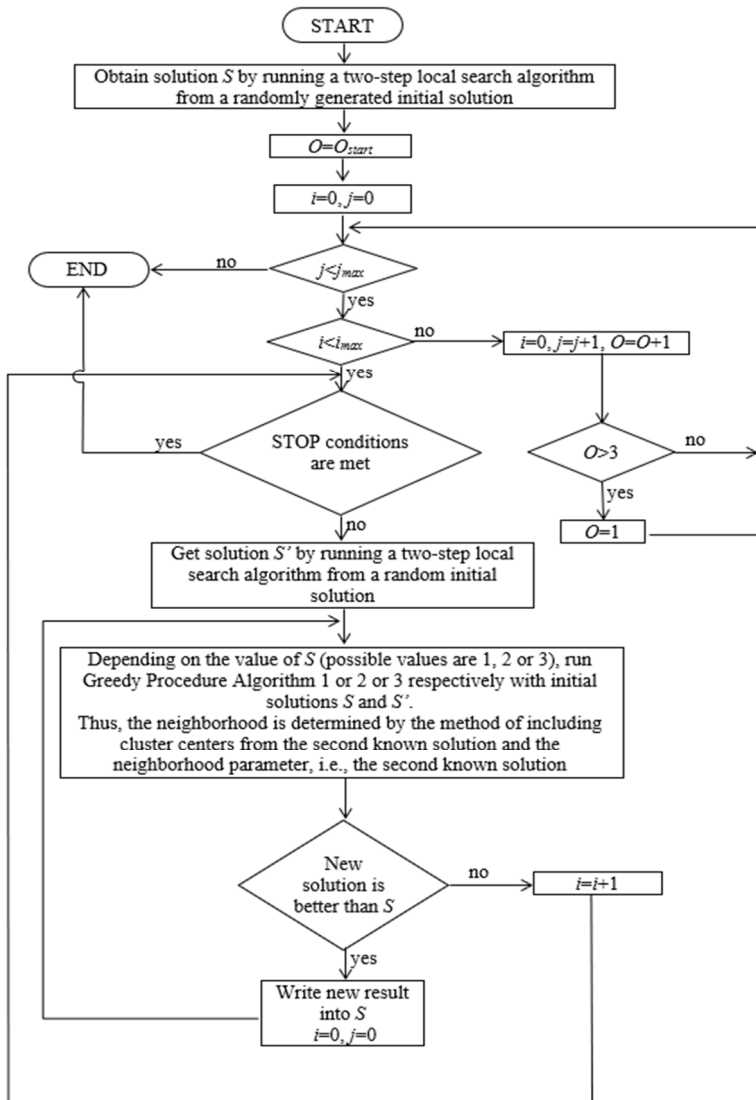 START
Obtain solution S by running a two-step local search algorithm
from a randomly generated initial solution
O=Ostart
i=0, j=0
j<jmax
no
END
yes
i<imax
no
i=0, j=j+1, O=O+1
yes
STOP conditions
are met
yes
O>3
no
yes
O=1
no
Get solution S’ by running a two-step local
search algorithm from a random initial
solution
Depending on the value of S (possible values are 1, 2 or 3), run
Greedy Procedure Algorithm 1 or 2 or 3 respectively with initial
solutions S and S’.
Thus, the neighborhood is determined by the method of including
cluster centers from the second known solution and the
neighborhood parameter, i.e., the second known solution
New
solution is
better than S
no
i=i+1
yes
Write new result
into S
i=0, j=0